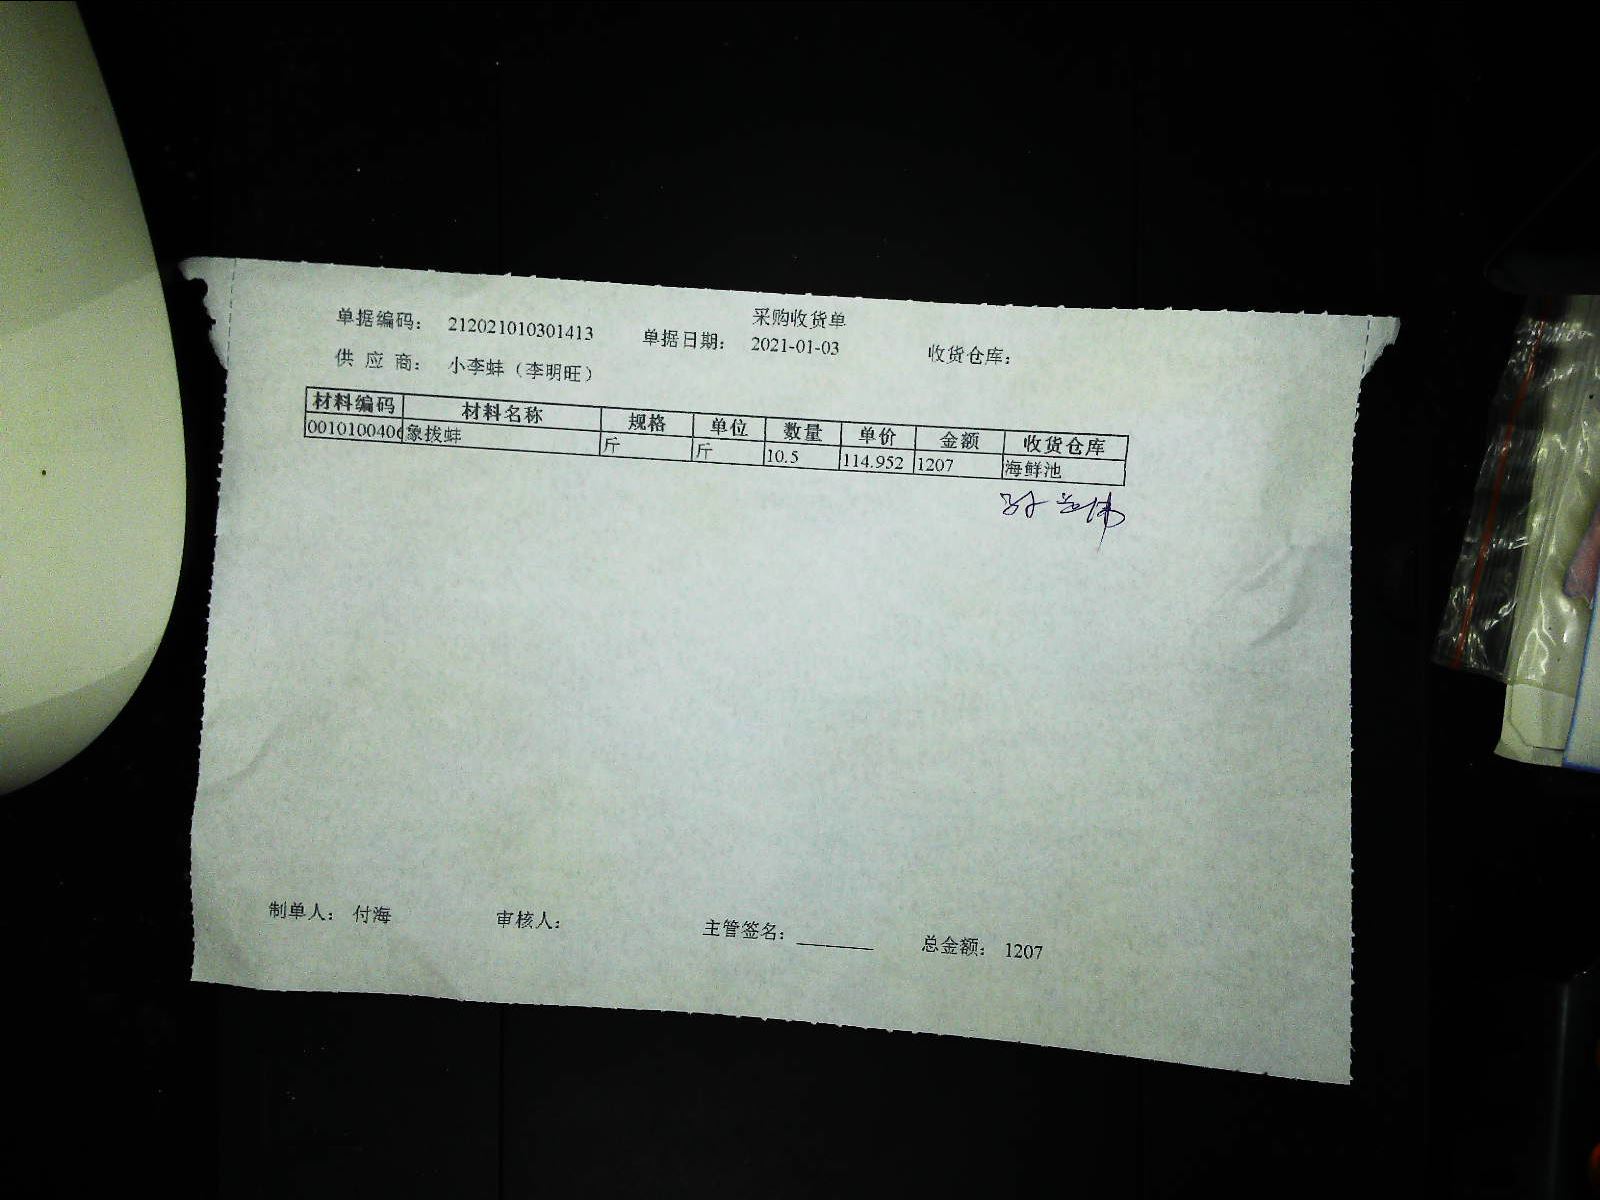 采购收货单
单据编码： 212021010301413 单据日期： 2021-01-03 收货仓库：
供 应 商： 小李蚌（李明旺）
材料编码 材料名称 规格 单位 数量 单价 金额 收货仓库
0010100406 象拔蚌 斤 斤 10.5 114.952 1207 海鲜池
制单人： 付海 审核人： 主管签名： 总金额： 1207